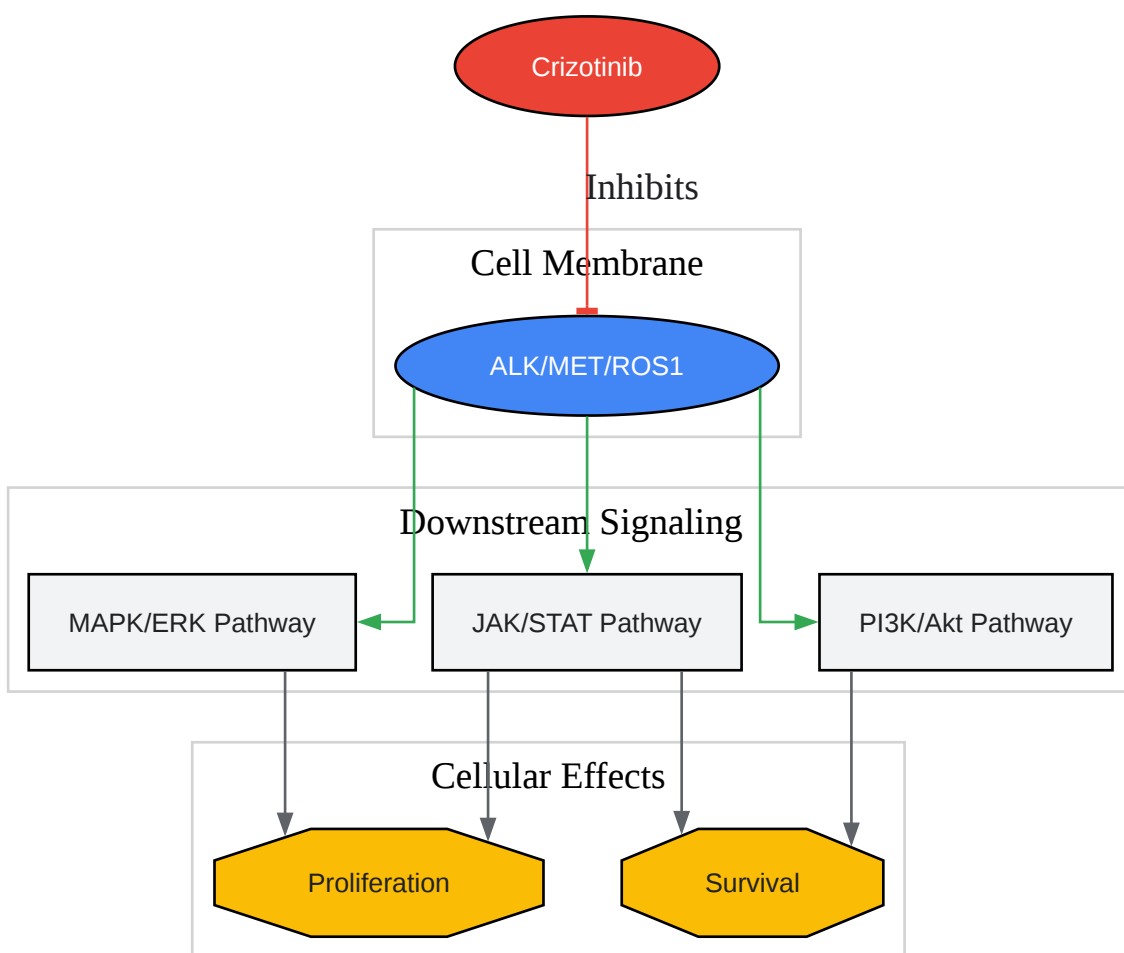 Crizotinib
Inhibits
Cell Membrane
ALK/MET/ROS1
Downstream Signaling
MAPK/ERK Pathway
JAK/STAT Pathway
PI3K/Akt Pathway
Cellular Effects
Proliferation
Survival